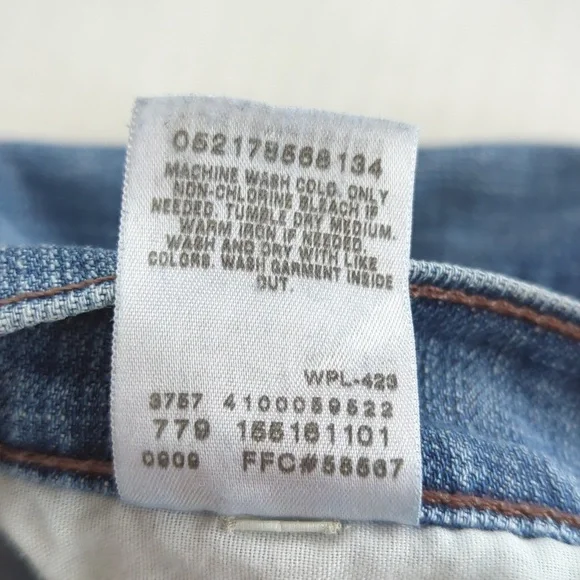 052178568134
MACHINE WASH COLD. ONLY
NON-CHLORINE BLEACH IF
NEEDED. TUMBLE DRY MEDIUM.
WARM IRON IF NEEDED.
WASH AND DRY WITH LIKE
COLORS. WASH GARMENT INSIDE
OUT.
WPL-423
3757 4100059522
779 155161101
0909 FFC#58567